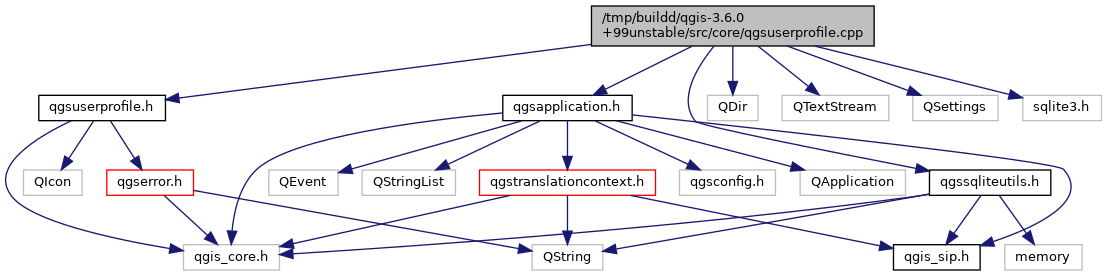 /tmp/buildd/qgis-3.6.0
+99unstable/src/core/qgsuserprofile.cpp
qgsuserprofile.h
qgsapplication.h
QDir
QTextStream
QSettings
sqlite3.h
QIcon
qgserror.h
QEvent
QStringList
qgstranslationcontext.h
qgsconfig.h
QApplication
qgssqliteutils.h
qgis_core.h
QString
qgis_sip.h
memory